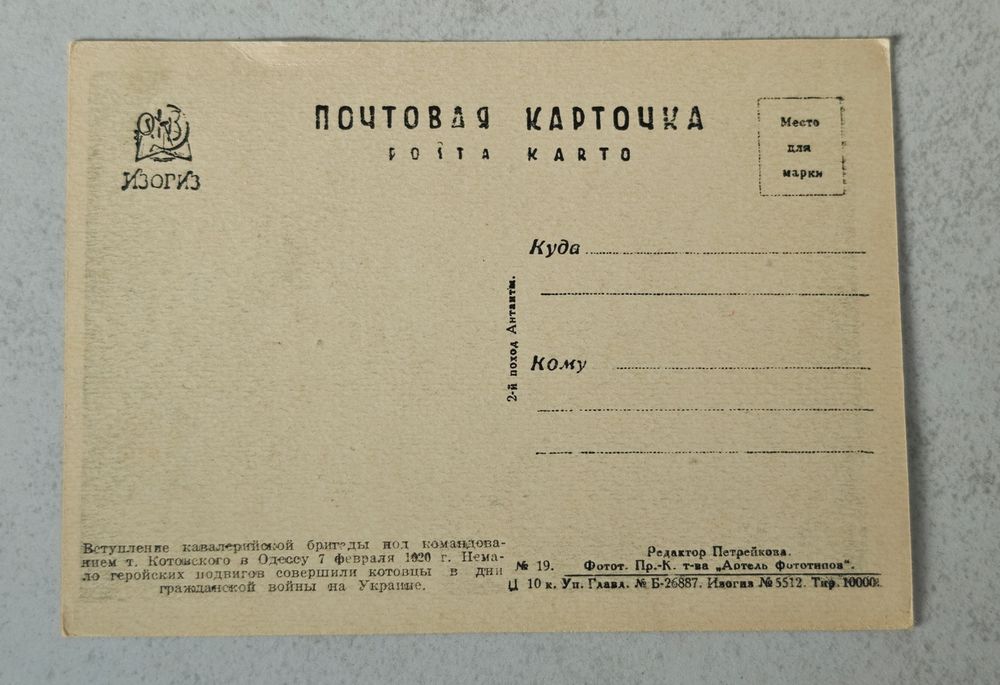 ИЗОГИЗ
ПОЧТОВАЯ КАРТОЧКА
POŜTA KARTO
Место
для
марки
Куда
Кому
2-й поход Антанты.
Вступление кавалерийской бригады под командова-
нием т. Котовского в Одессу 7 февраля 1920 г. Нема-
ло геройских подвигов совершили котовцы в дни
гражданской войны на Украине.
Редактор Петрейкова.
№ 19. Фотот. Пр.-К. т-ва „Артель Фототипов“.
Ц 10 к. Уп. Главл. № Б-26887. Изогиз № 5512. Тир. 10000.